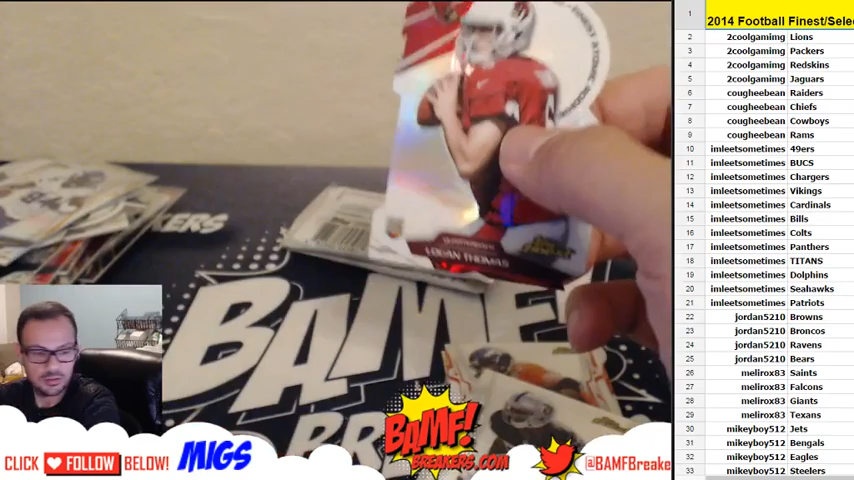 1 2014 Football Finest/Selec
2 2coolgamimg Lions
3 2coolgamimg Packers
4 2coolgamimg Redskins
5 2coolgamimg Jaguars
6 cougheebean Raiders
7 cougheebean Chiefs
8 cougheebean Cowboys
9 cougheebean Rams
10 imleetsometimes 49ers
11 imleetsometimes BUCS
12 imleetsometimes Chargers
13 imleetsometimes Vikings
14 imleetsometimes Cardinals
15 imleetsometimes Bills
16 imleetsometimes Colts
17 imleetsometimes Panthers
18 imleetsometimes TITANS
19 imleetsometimes Dolphins
20 imleetsometimes Seahawks
21 imleetsometimes Patriots
22 jordan5210 Browns
23 jordan5210 Broncos
24 jordan5210 Ravens
25 jordan5210 Bears
26 melirox83 Saints
27 melirox83 Falcons
28 melirox83 Giants
29 melirox83 Texans
30 mikeyboy512 Jets
31 mikeyboy512 Bengals
32 mikeyboy512 Eagles
33 mikeyboy512 Steelers
LOGAN THOMAS
KERS
BAMF
BRE
BAMF!
BREAKERS.COM
CLICK FOLLOW BELOW! MIGS
@BAMFBreake